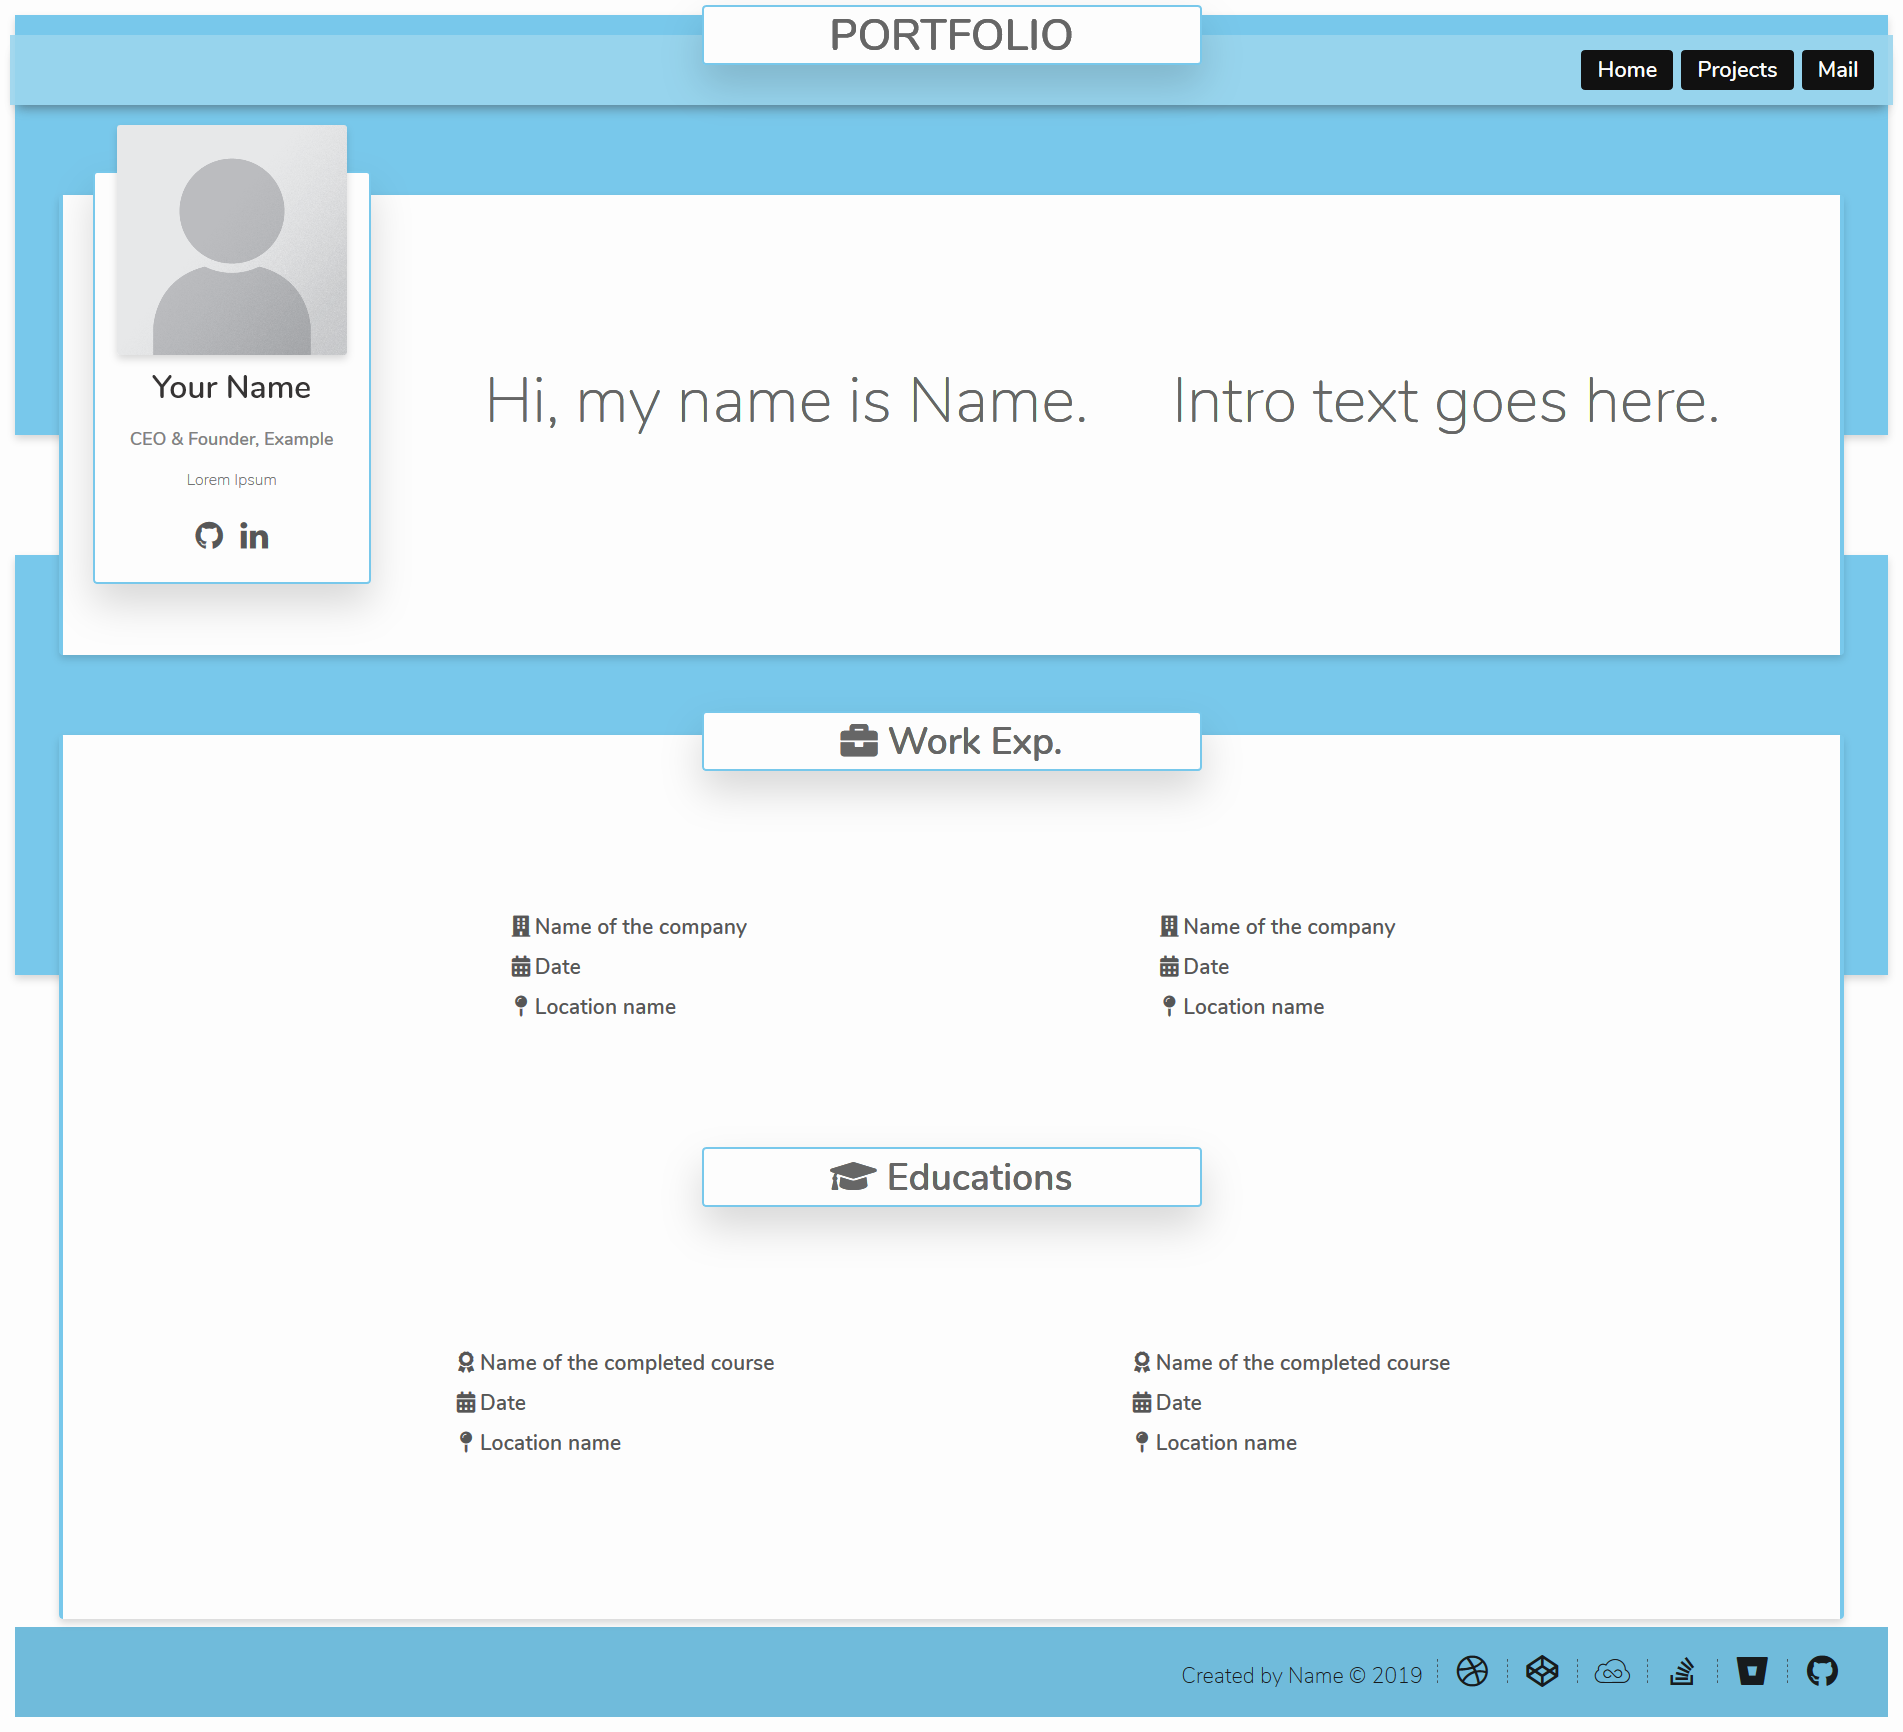 PORTFOLIO
Home Projects Mail
Your Name
CEO & Founder, Example
Lorem Ipsum
Hi, my name is Name. Intro text goes here.
Work Exp.
Name of the company
Date
Location name
Name of the company
Date
Location name
Educations
Name of the completed course
Date
Location name
Name of the completed course
Date
Location name
Created by Name © 2019